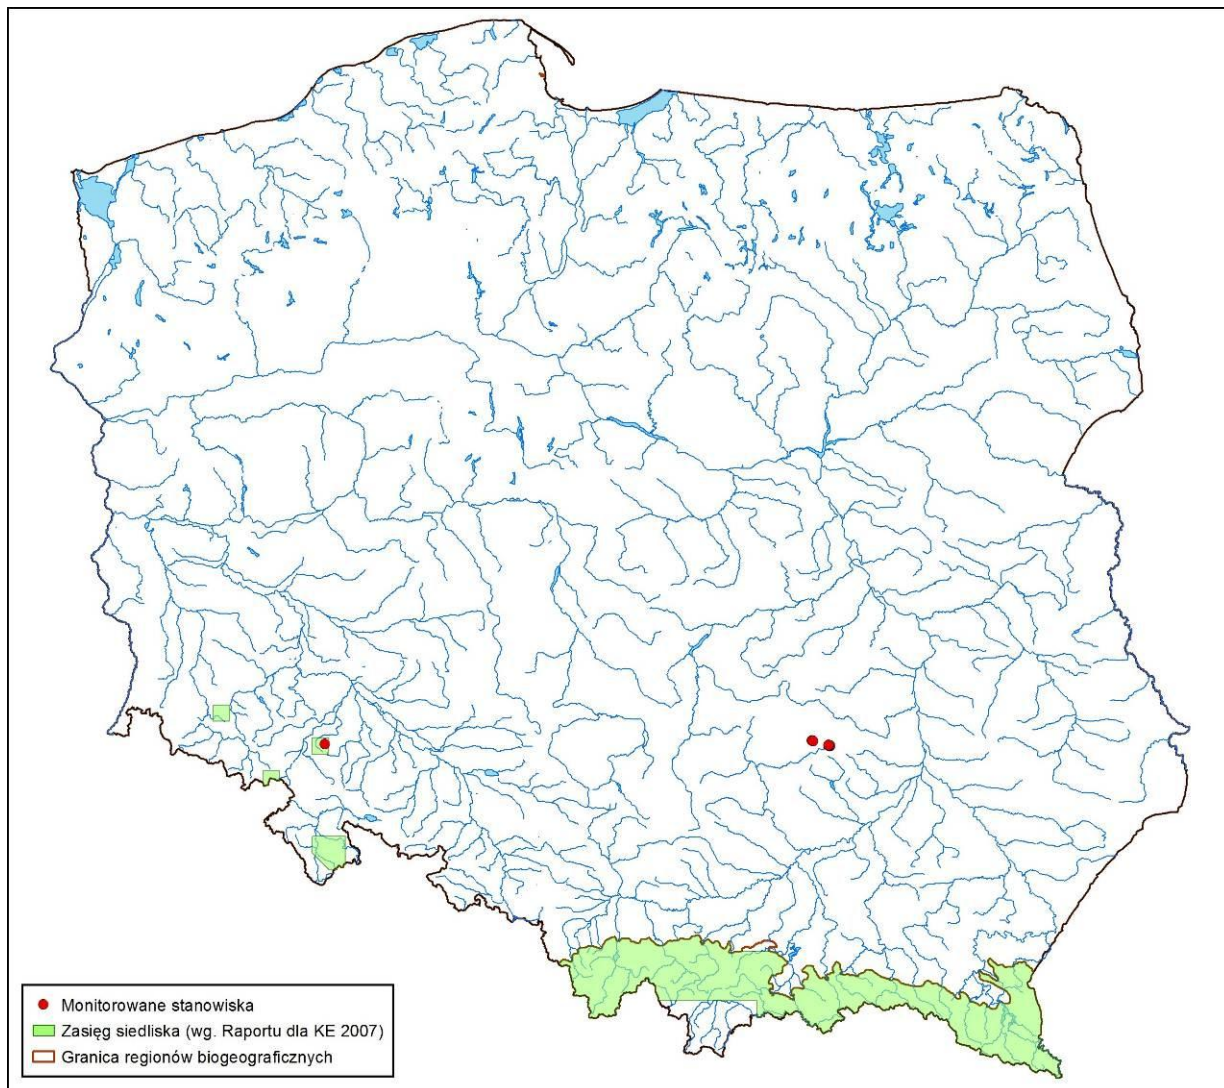 Monitorowane stanowiska
Zasięg siedliska (wg. Raportu dla KE 2007)
Granica regionów biogeograficznych